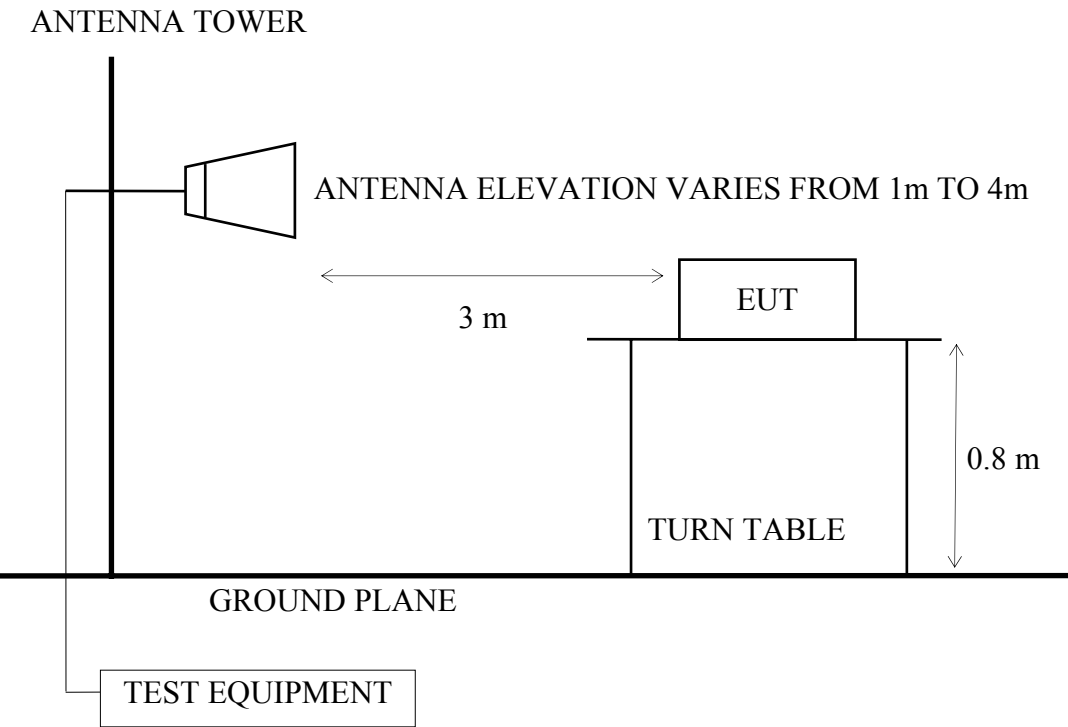 ANTENNA TOWER
ANTENNA ELEVATION VARIES FROM 1m TO 4m
EUT
3 m
0.8 m
TURN TABLE
GROUND PLANE
TEST EQUIPMENT